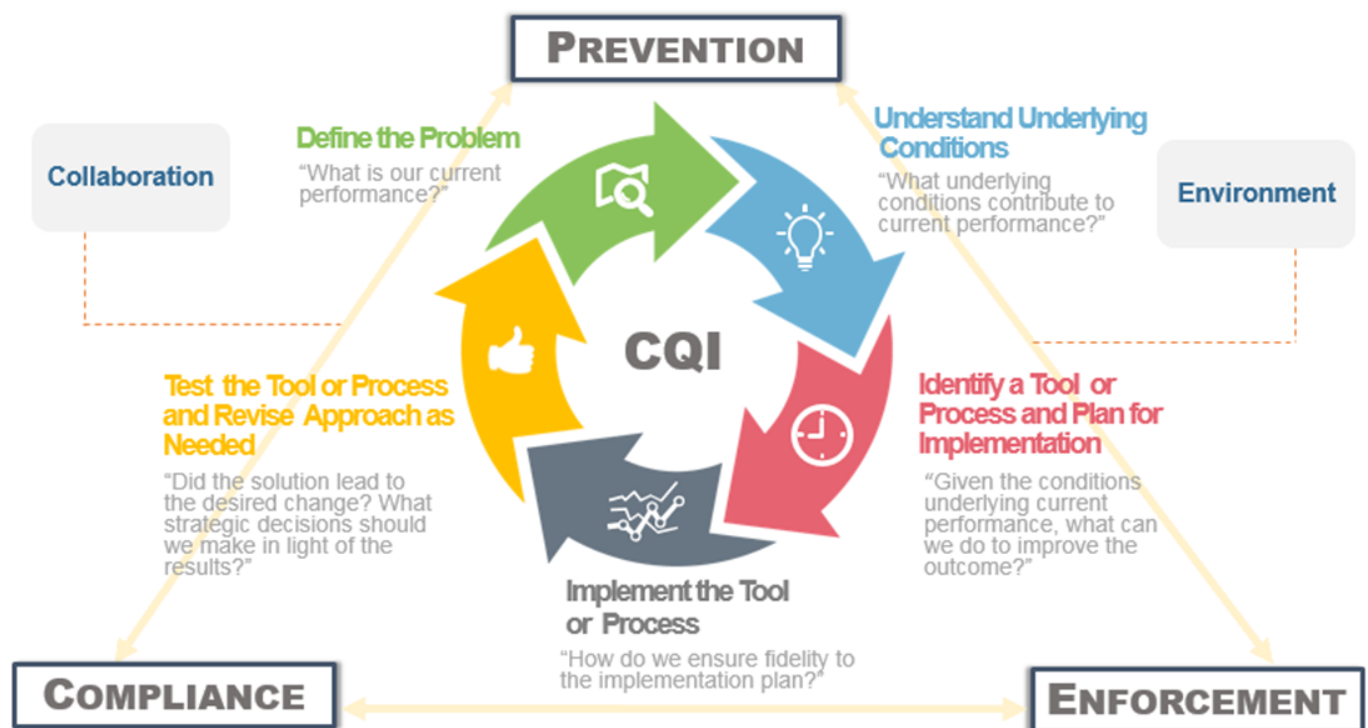 PREVENTION
Define the Problem
“What is our current
performance?”
Understand Underlying
Conditions
“What underlying
conditions contribute to
current performance?”
Collaboration
Environment
CQI
Test the Tool or Process
and Revise Approach as
Needed
“Did the solution lead to
the desired change? What
strategic decisions should
we make in light of the
results?”
Identify a Tool or
Process and Plan for
Implementation
“Given the conditions
underlying current
performance, what can
we do to improve the
outcome?”
Implement the Tool
or Process
“How do we ensure fidelity to
the implementation plan?”
COMPLIANCE
ENFORCEMENT